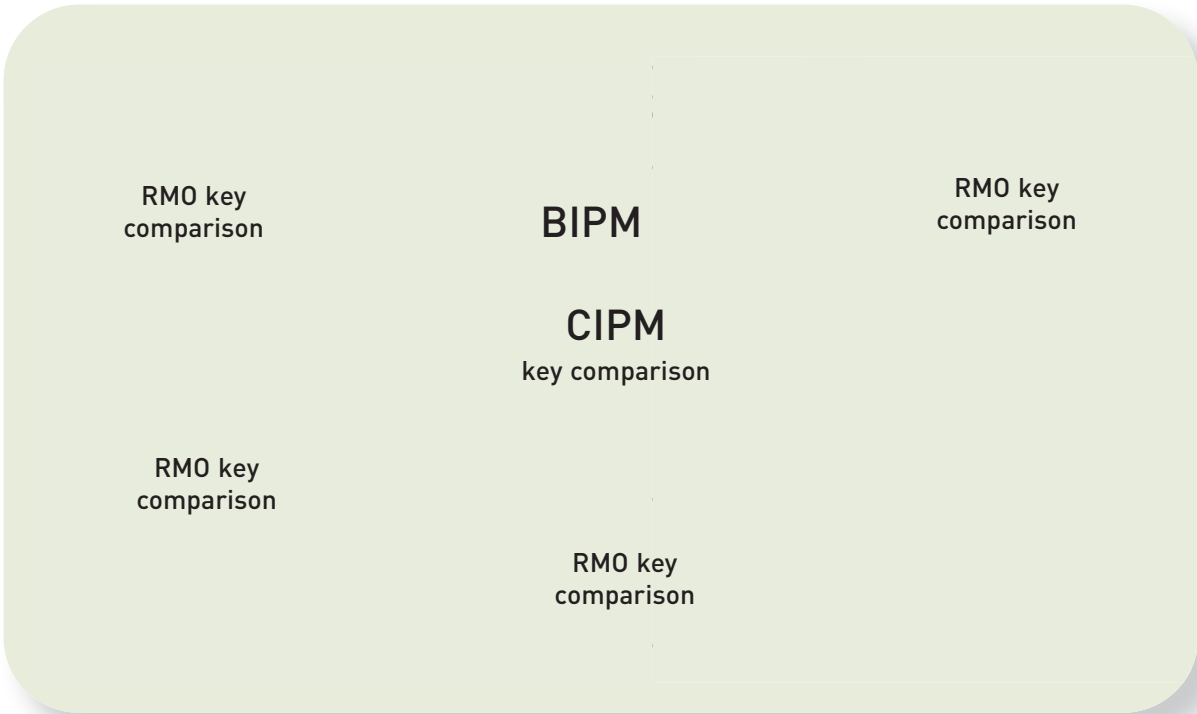 RMO key
comparison
BIPM
RMO key
comparison
CIPM
key comparison
RMO key
comparison
RMO key
comparison